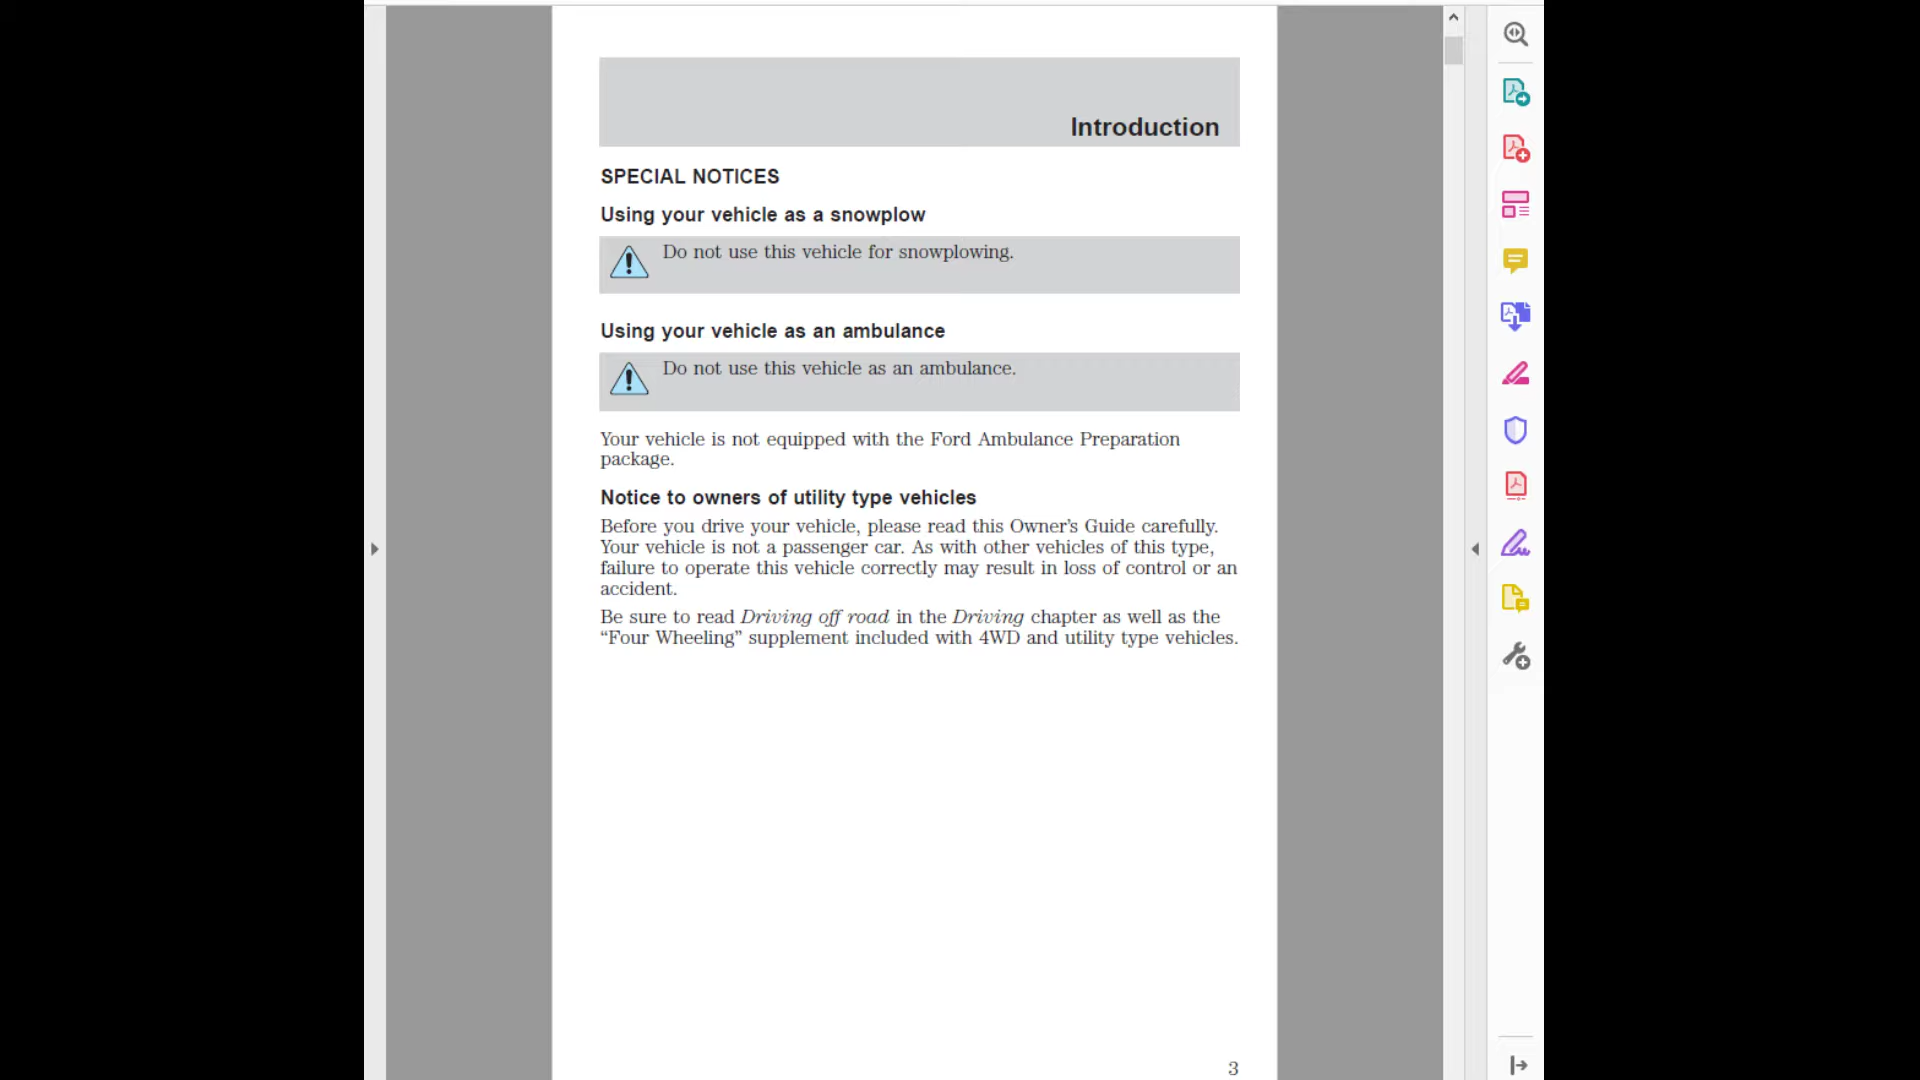 Introduction
SPECIAL NOTICES
Using your vehicle as a snowplow
Do not use this vehicle for snowplowing.
Using your vehicle as an ambulance
Do not use this vehicle as an ambulance.
Your vehicle is not equipped with the Ford Ambulance Preparation
package.
Notice to owners of utility type vehicles
Before you drive your vehicle, please read this Owner's Guide carefully.
Your vehicle is not a passenger car. As with other vehicles of this type,
failure to operate this vehicle correctly may result in loss of control or an
accident.
Be sure to read Driving off road in the Driving chapter as well as the
“Four Wheeling” supplement included with 4WD and utility type vehicles.
3